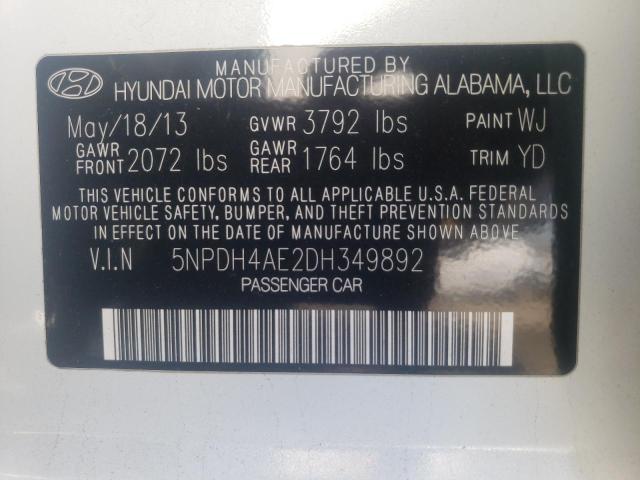 MANUFACTURED BY
HYUNDAI MOTOR MANUFACTURING ALABAMA, LLC
May/18/13 GVWR 3792 lbs PAINT WJ
GAWR FRONT 2072 lbs GAWR REAR 1764 lbs TRIM YD
THIS VEHICLE CONFORMS TO ALL APPLICABLE U.S.A. FEDERAL
MOTOR VEHICLE SAFETY, BUMPER, AND THEFT PREVENTION STANDARDS
IN EFFECT ON THE DATE OF MANUFACTURE SHOWN ABOVE.
V.I.N 5NPDH4AE2DH349892
PASSENGER CAR